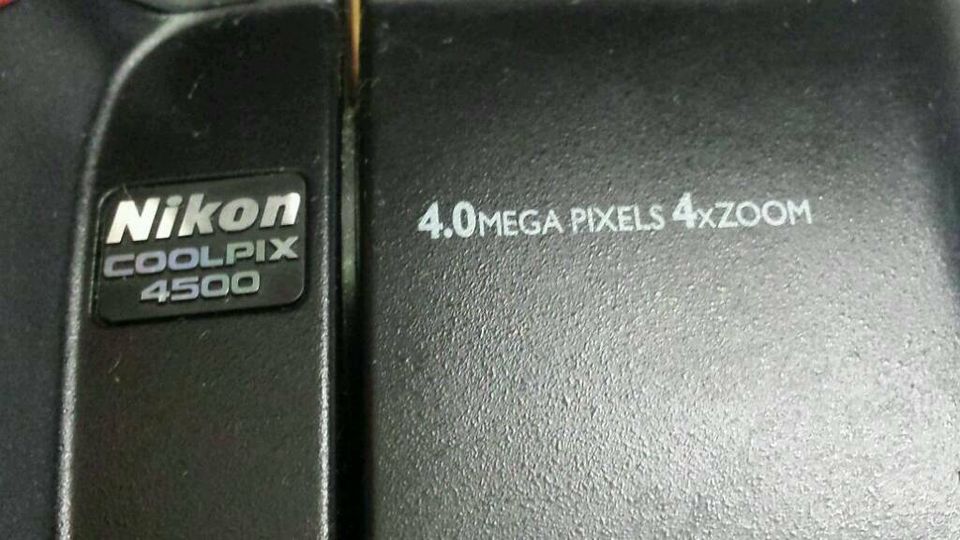 Nikon
COOLPIX
4500
4.0MEGA PIXELS 4xZOOM